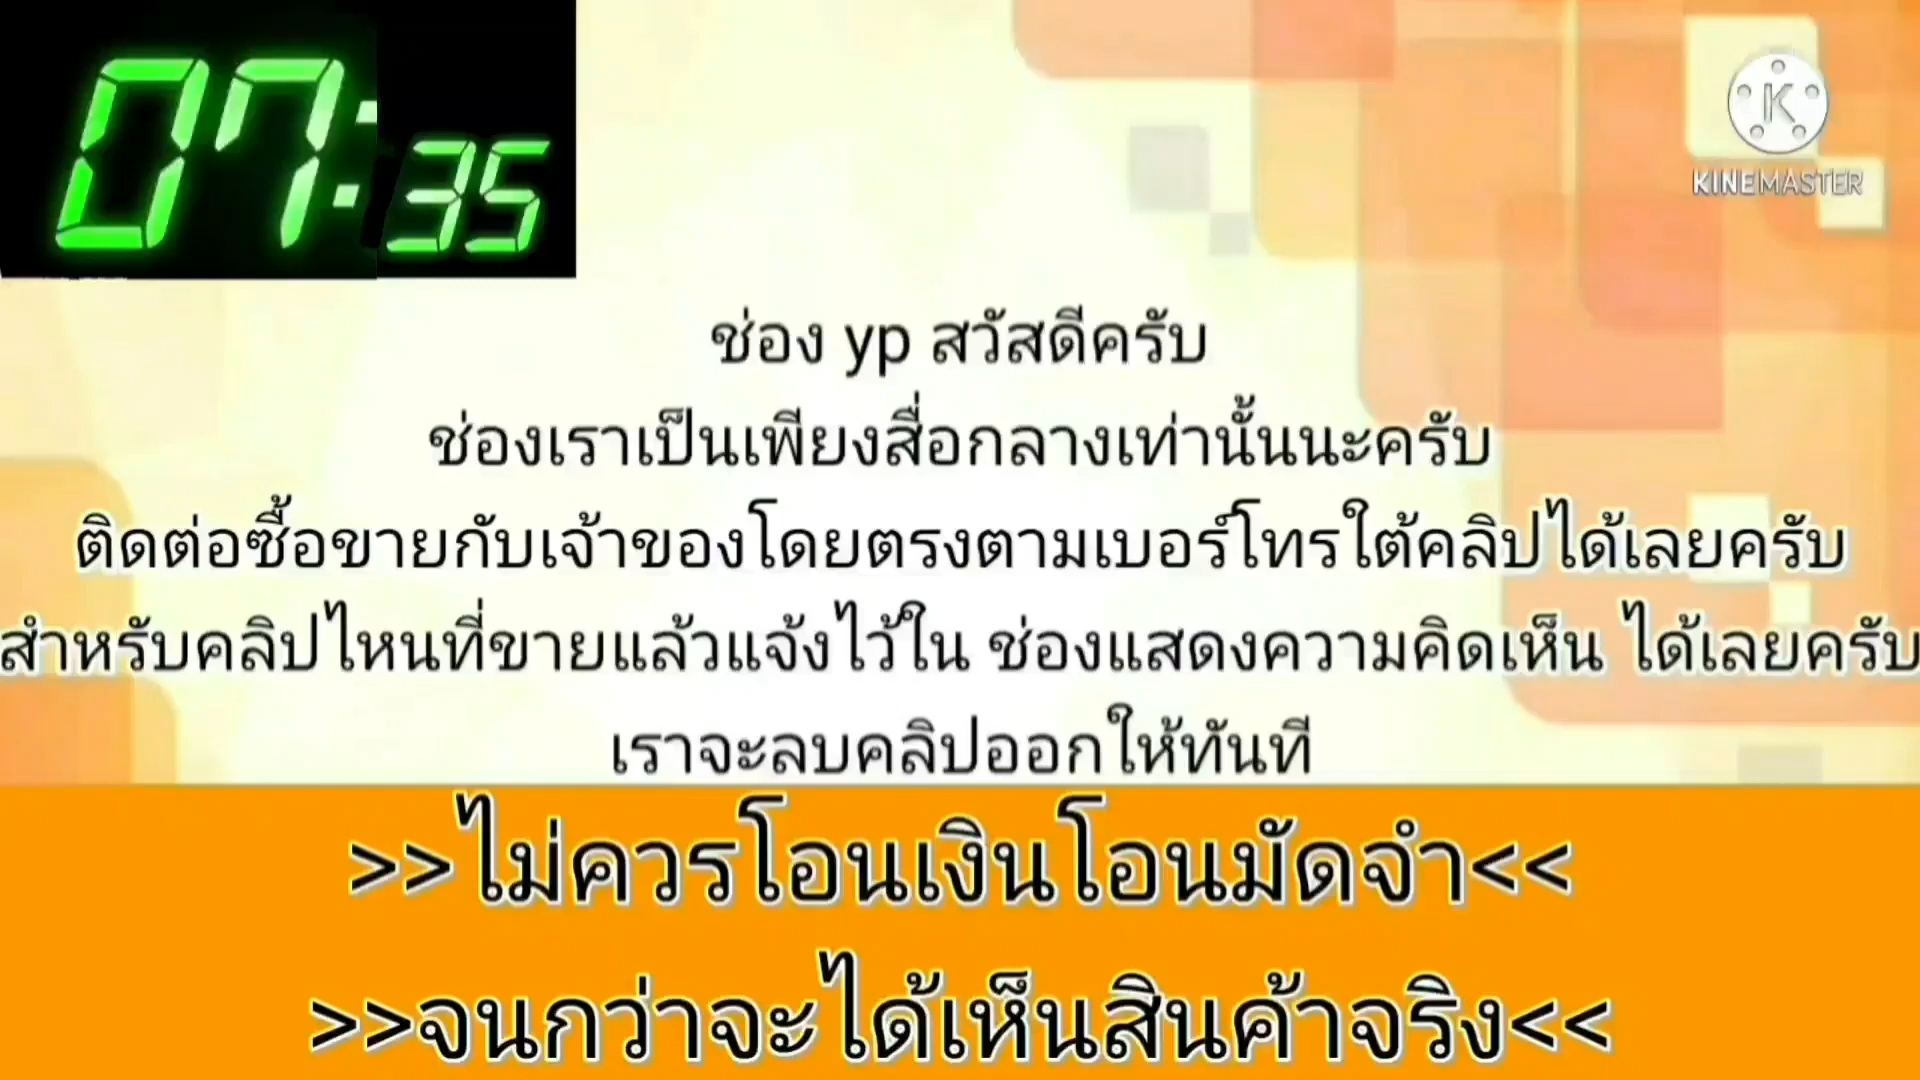 07:35
KINEMASTER
ช่อง yp สวัสดีครับ
ช่องเราเป็นเพียงสื่อกลางเท่านั้นนะครับ
ติดต่อซื้อขายกับเจ้าของโดยตรงตามเบอร์โทรใต้คลิปได้เลยครับ
สำหรับคลิปไหนที่ขายแล้วแจ้งไว้ใน ช่องแสดงความคิดเห็น ได้เลยครับ
เราจะลบคลิปออกให้ทันที
>>ไม่ควรโอนเงินโอนมัดจำ<<
>>จนกว่าจะได้เห็นสินค้าจริง<<